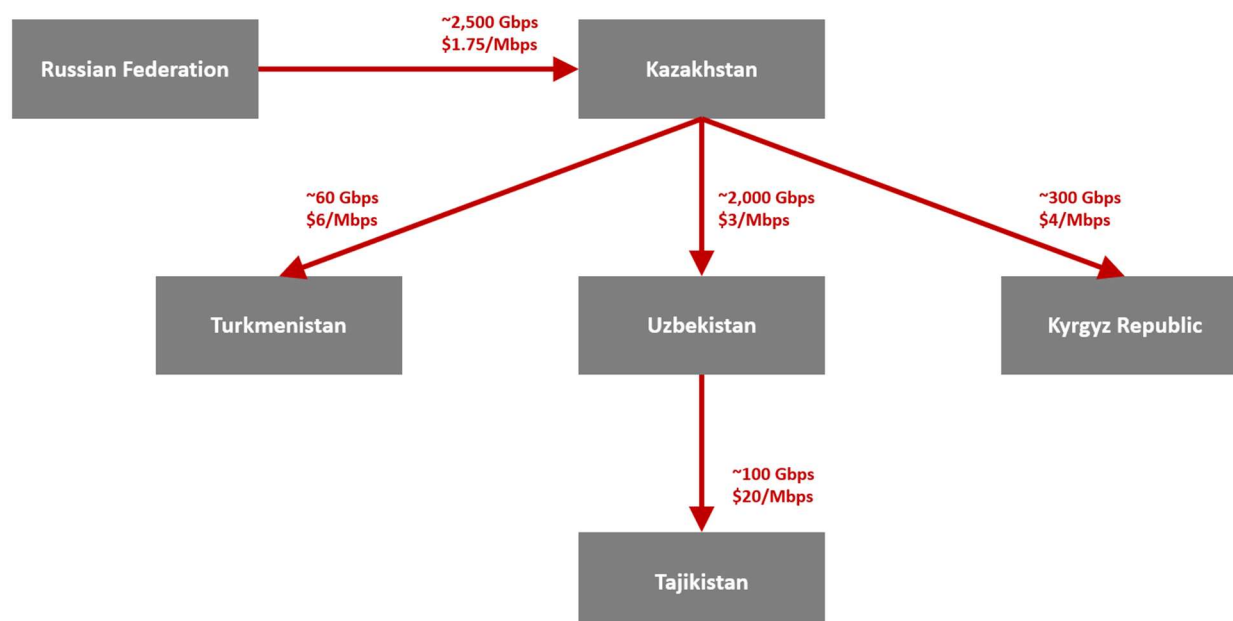 ~2,500 Gbps
$1.75/Mbps
Russian Federation
Kazakhstan
~60 Gbps
$6/Mbps
~2,000 Gbps
$3/Mbps
~300 Gbps
$4/Mbps
Turkmenistan
Uzbekistan
Kyrgyz Republic
~100 Gbps
$20/Mbps
Tajikistan